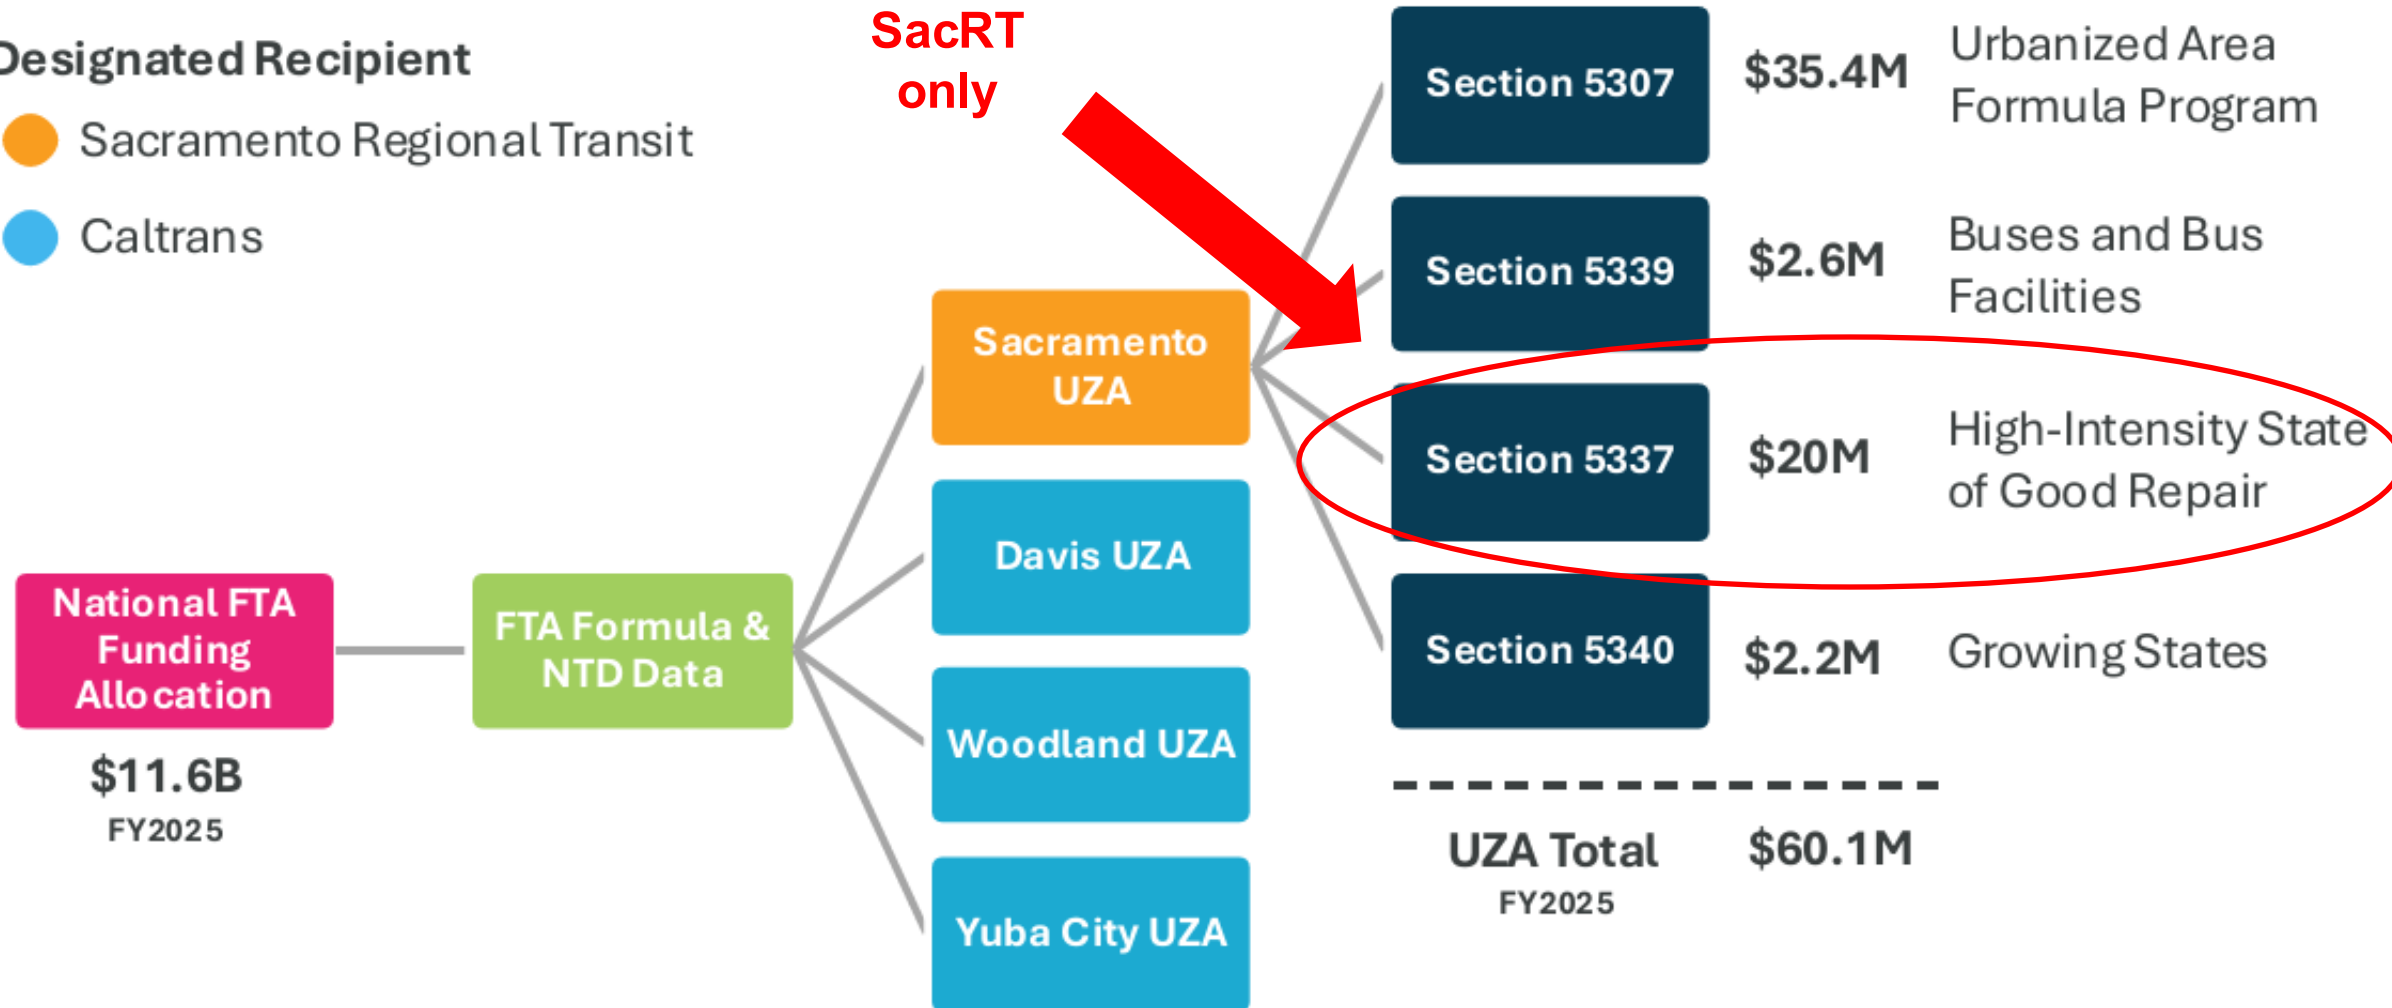 Designated Recipient
Sacramento Regional Transit
Caltrans
SacRT
only
National FTA
Funding
Allocation
$11.6B
FY2025
FTA Formula &
NTD Data
Sacramento
UZA
Davis UZA
Woodland UZA
Yuba City UZA
Section 5307
$35.4M
Urbanized Area
Formula Program
Section 5339
$2.6M
Buses and Bus
Facilities
Section 5337
$20M
High-Intensity State
of Good Repair
Section 5340
$2.2M
Growing States
UZA Total
$60.1M
FY2025